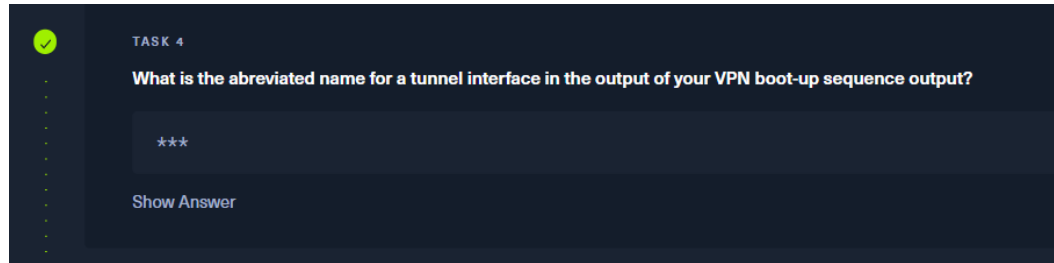 TASK 4
What is the abreviated name for a tunnel interface in the output of your VPN boot-up sequence output?
***
Show Answer